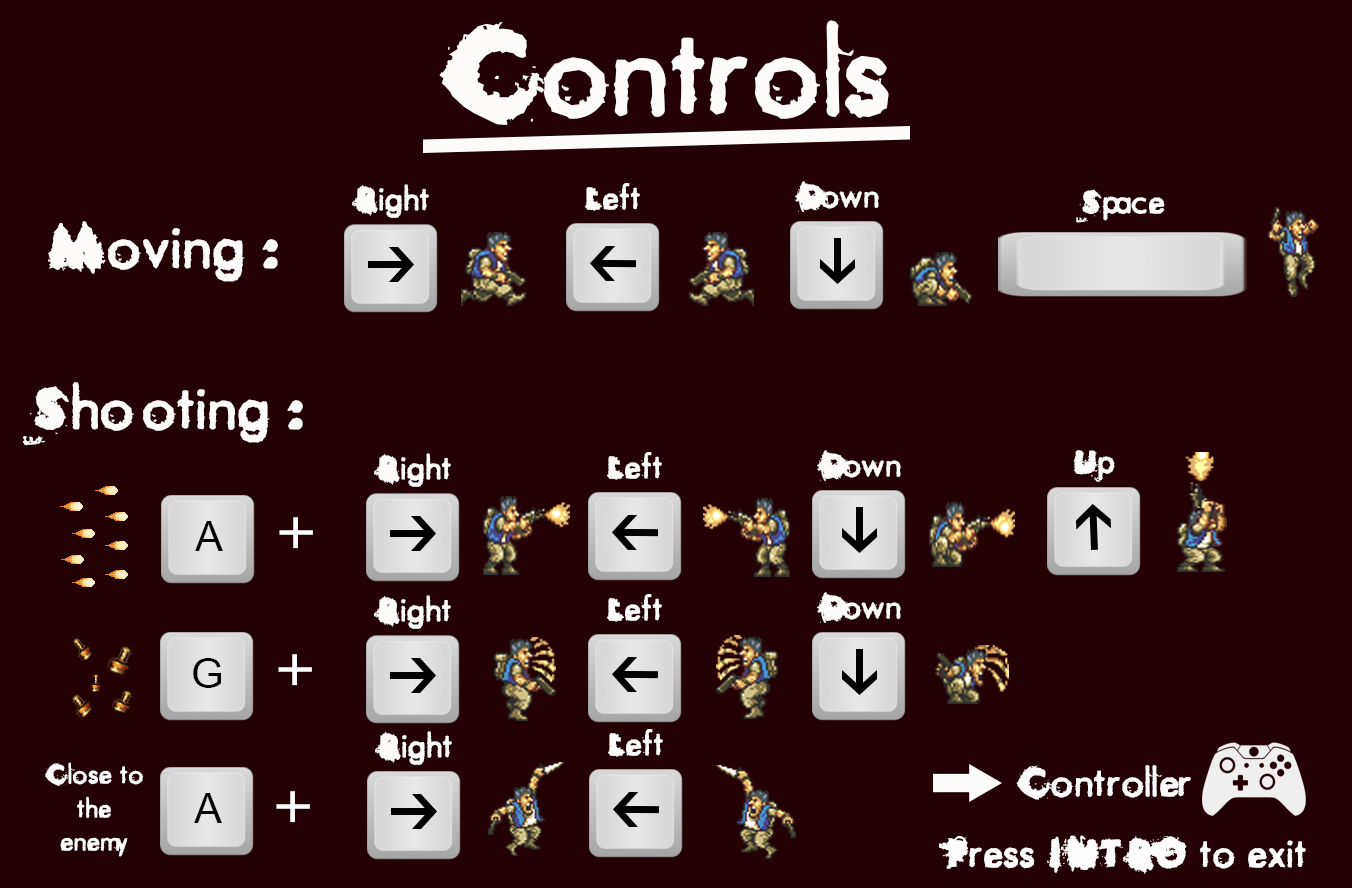 Controls
Right Left Down Space
Moving :
Shooting :
Right Left Down Up
A +
Right Left Down
G +
Right Left
Close to
the
enemy
A +
Controller
Press INTRO to exit